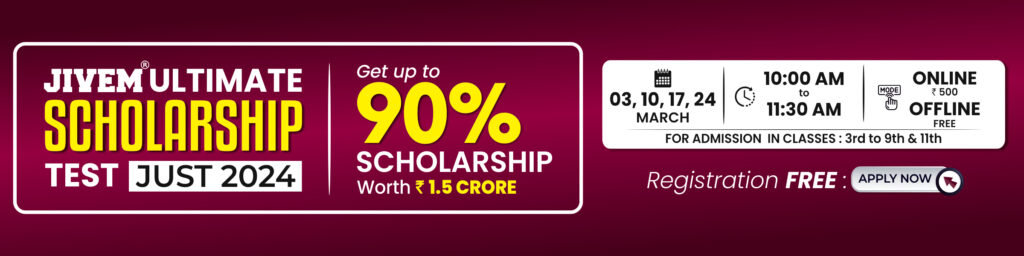 JIVEM® ULTIMATE
SCHOLARSHIP
TEST JUST 2024
Get up to
90%
SCHOLARSHIP
Worth ₹ 1.5 CRORE
03, 10, 17, 24
MARCH
10:00 AM
to
11:30 AM
MODE
ONLINE
₹ 500
OFFLINE
FREE
FOR ADMISSION IN CLASSES : 3rd to 9th & 11th
Registration FREE : APPLY NOW